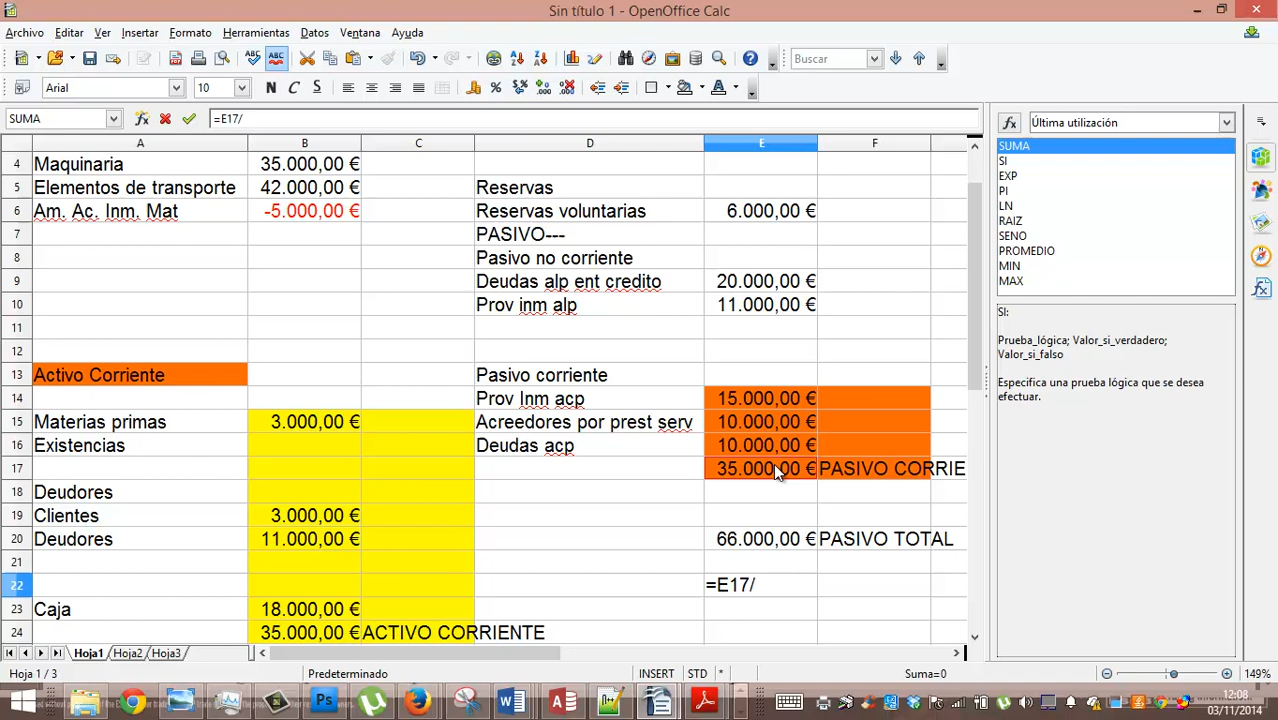 Sin título 1 - OpenOffice Calc
Archivo Editar Ver Insertar Formato Herramientas Datos Ventana Ayuda
Buscar
Arial 10 N C S
SUMA =E17/ Última utilización
A B C D E F
4 Maquinaria 35.000,00 €
5 Elementos de transporte 42.000,00 € Reservas
6 Am. Ac. Inm. Mat -5.000,00 € Reservas voluntarias 6.000,00 €
7 PASIVO---
8 Pasivo no corriente
9 Deudas alp ent credito 20.000,00 €
10 Prov inm alp 11.000,00 €
11
12
13 Activo Corriente Pasivo corriente
14 Prov Inm acp 15.000,00 €
15 Materias primas 3.000,00 € Acreedores por prest serv 10.000,00 €
16 Existencias Deudas acp 10.000,00 €
17 35.000,00 € PASIVO CORRIE
18 Deudores
19 Clientes 3.000,00 €
20 Deudores 11.000,00 € 66.000,00 € PASIVO TOTAL
21
22 =E17/
23 Caja 18.000,00 €
24 35.000,00 € ACTIVO CORRIENTE
SUMA
SI
EXP
PI
LN
RAIZ
SENO
PROMEDIO
MIN
MAX
SI:
Prueba_lógica; Valor_si_verdadero;
Valor_si_falso
Especifica una prueba lógica que se desea
efectuar.
Hoja1 Hoja2 Hoja3
Hoja 1 / 3 Predeterminado INSERT STD * Suma=0 149%
12:08
03/11/2014